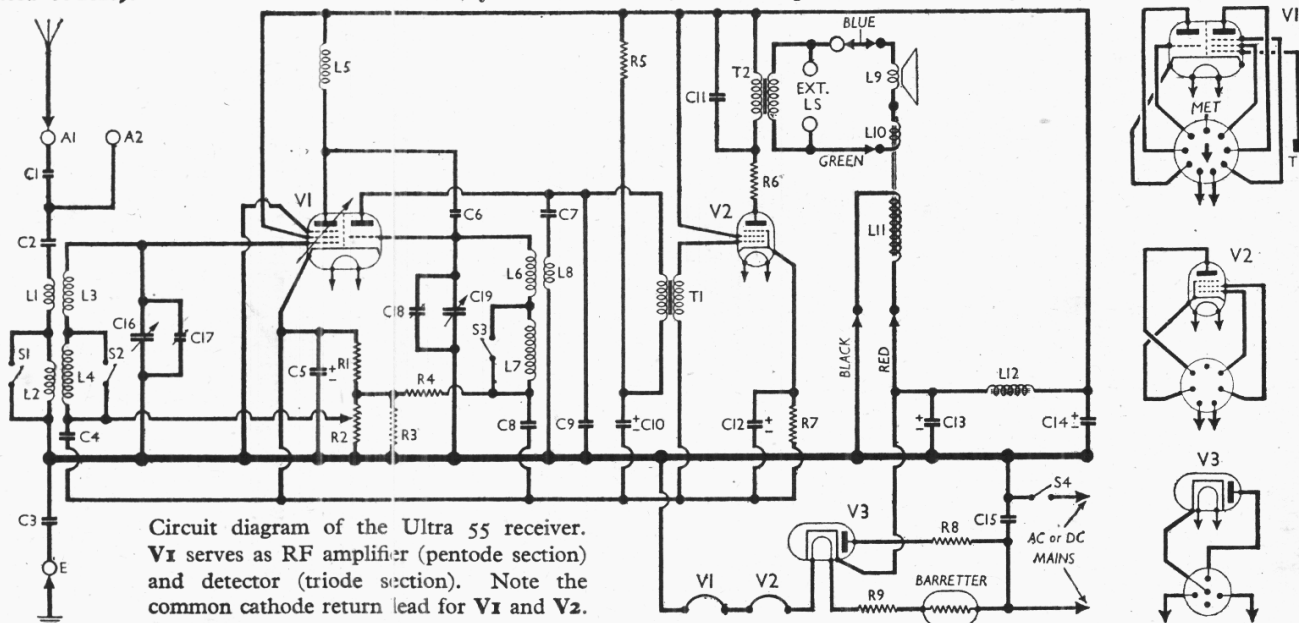 BLUE
V1
L5
R5
T2
L9
C11
EXT.
LS
A1
A2
L10
MET
C1
GREEN
R6
T
V1
C6
C7
V2
C2
L11
L1
L3
L6
L8
V2
C16
C18
C19
T1
C17
S3
S1
S2
L7
BLACK
RED
L2
L4
C5
R1
R4
L12
C4
R2
R3
C8
C9
C10
C12
R7
C13
C14
V3
S4
C3
V3
C15
R8
AC or DC
MAINS
E
V1
V2
R9
BARRETTER
Circuit diagram of the Ultra 55 receiver.
V1 serves as RF amplifier (pentode section)
and detector (triode section). Note the
common cathode return lead for V1 and V2.